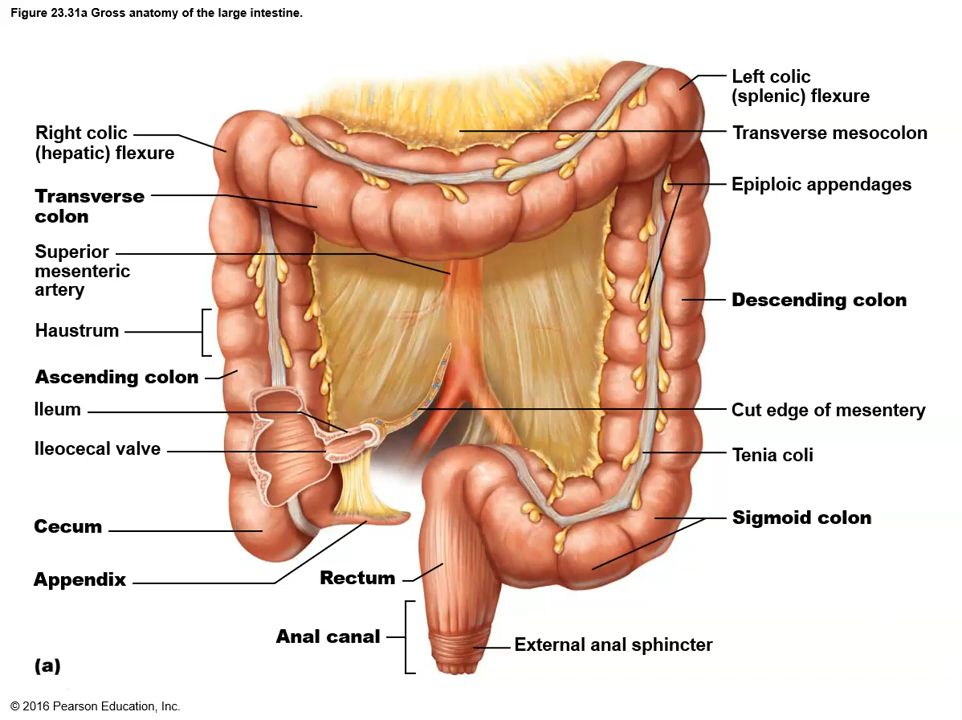 Figure 23.31a Gross anatomy of the large intestine.
Left colic
(splenic) flexure
Transverse mesocolon
Epiploic appendages
Descending colon
Cut edge of mesentery
Tenia coli
Sigmoid colon
External anal sphincter
Right colic
(hepatic) flexure
Transverse
colon
Superior
mesenteric
artery
Haustrum
Ascending colon
Ileum
Ileocecal valve
Cecum
Appendix
Rectum
Anal canal
(a)
© 2016 Pearson Education, Inc.